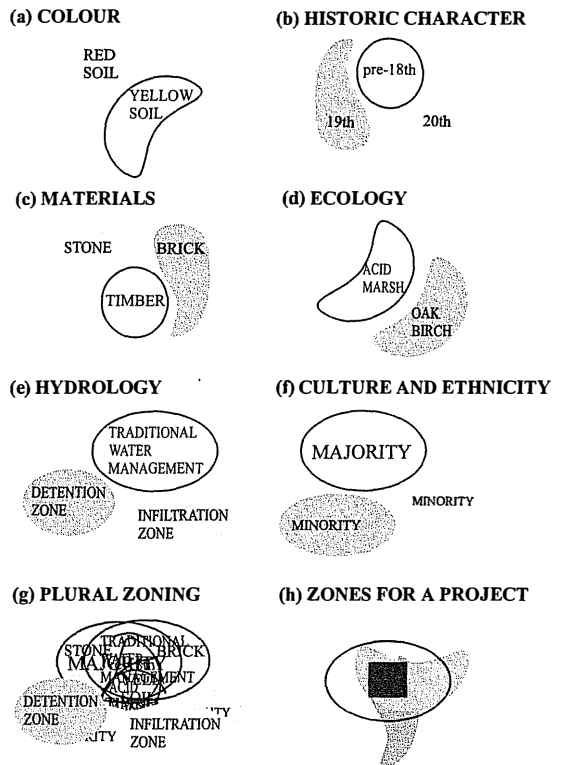 (a) COLOUR
RED
SOIL
YELLOW
SOIL
(b) HISTORIC CHARACTER
pre-18th
19th
20th
(c) MATERIALS
STONE
BRICK
TIMBER
(d) ECOLOGY
ACID
MARSH
OAK
BIRCH
(e) HYDROLOGY
TRADITIONAL
WATER
MANAGEMENT
DETENTION
ZONE
INFILTRATION
ZONE
(f) CULTURE AND ETHNICITY
MAJORITY
MINORITY
MINORITY
(g) PLURAL ZONING
TRADITIONAL
STONE
BRICK
WATER
MAJORITY
MANAGEMENT
ACID
DETENTION
ZONE
INFILTRATION
ZONE
(h) ZONES FOR A PROJECT